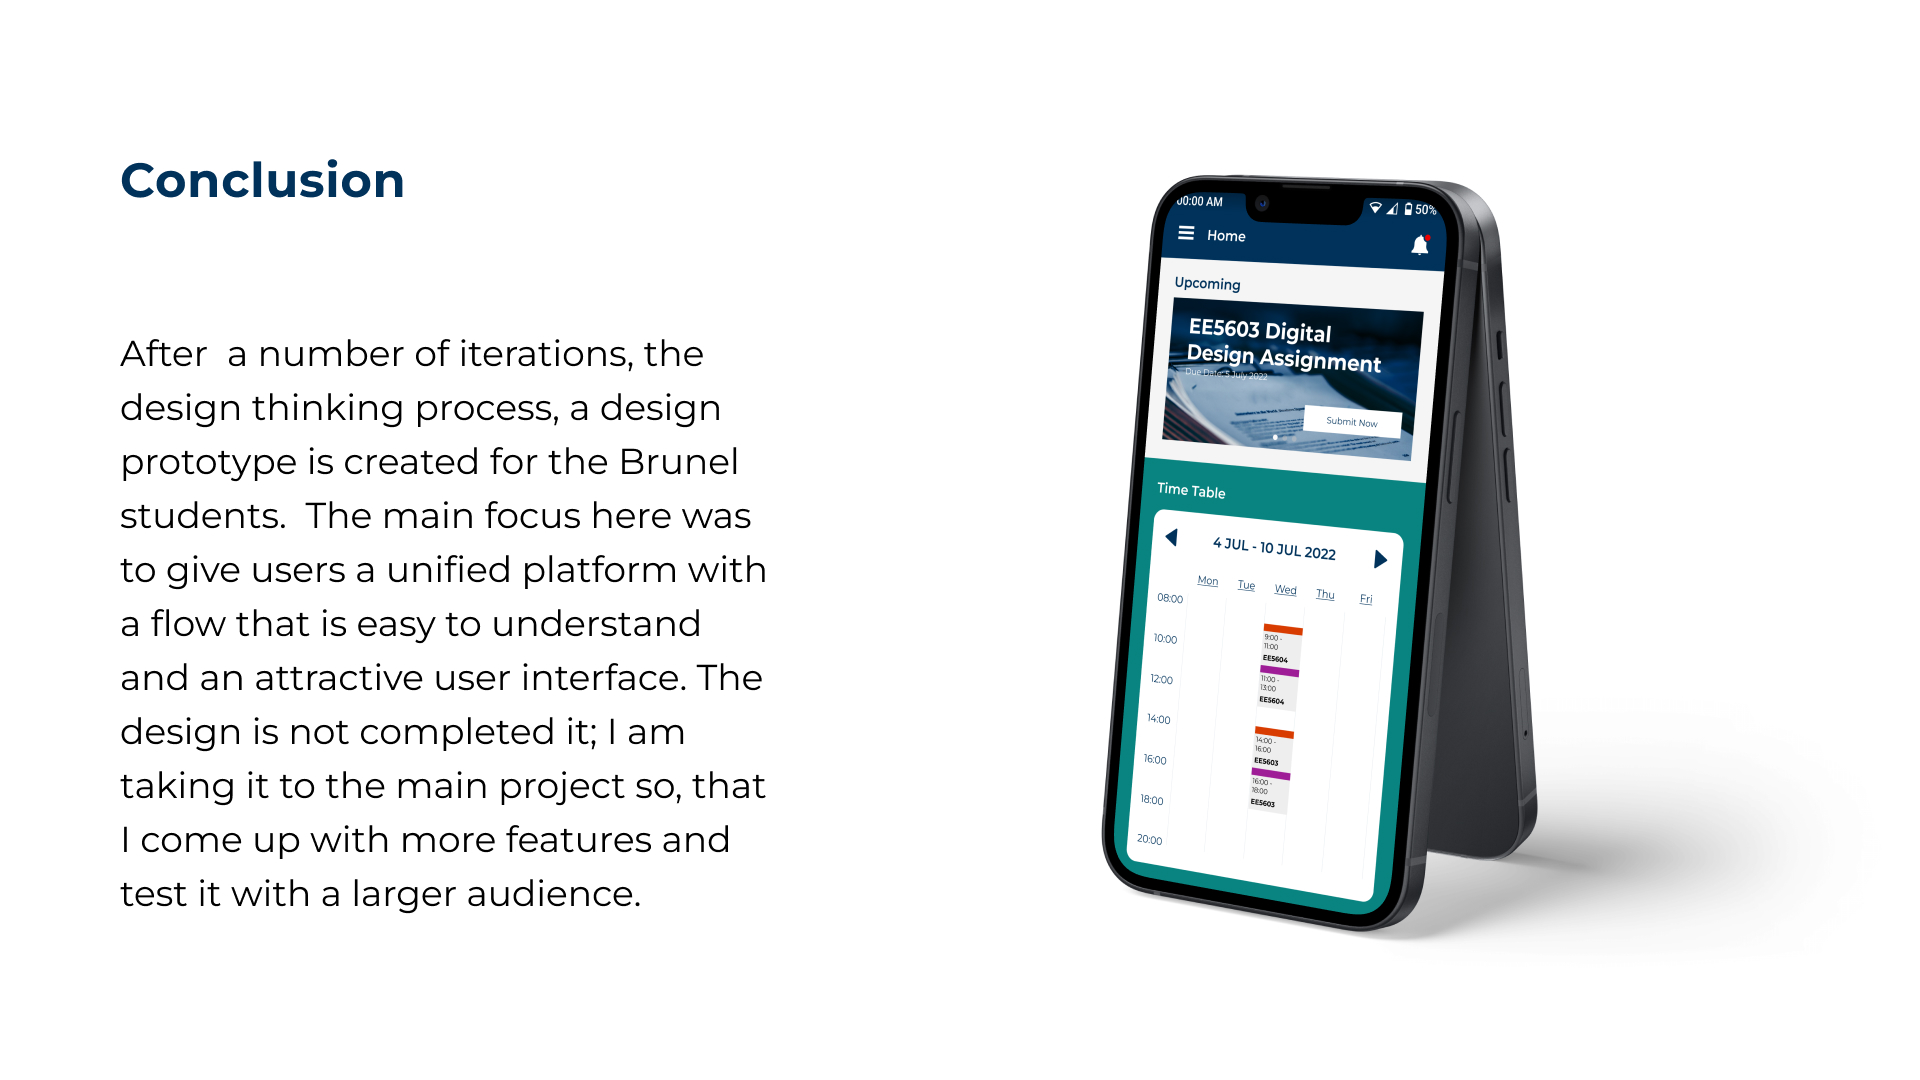 Conclusion
After  a number of iterations, the
design thinking process, a design
prototype is created for the Brunel
students.  The main focus here was
to give users a unified platform with
a flow that is easy to understand
and an attractive user interface. The
design is not completed it; I am
taking it to the main project so, that
I come up with more features and
test it with a larger audience.
00:00 AM
50%
Home
Upcoming
EE5603 Digital
Design Assignment
Due Date: 5 July 2022
Submit Now
Time Table
4 JUL - 10 JUL 2022
Mon Tue Wed Thu Fri
08:00
9:00 -
10:00
11:00
EE5604
12:00
11:00 -
13:00
EE5604
14:00
14:00 -
16:00
EE5603
16:00
16:00 -
18:00
EE5603
18:00
20:00